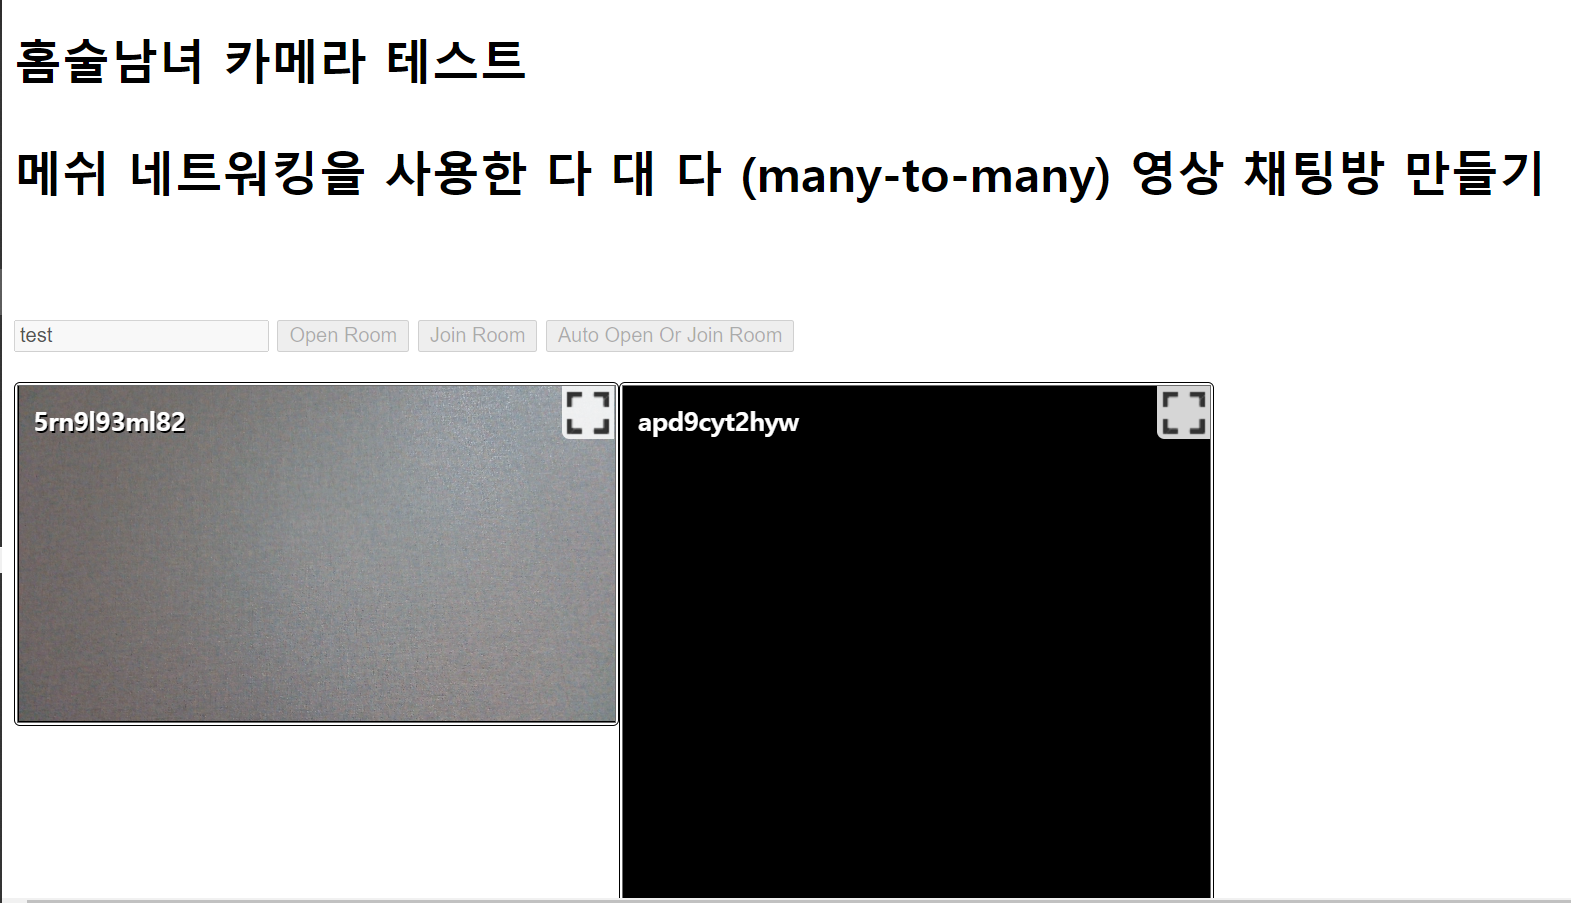 홈술남녀 카메라 테스트
메쉬 네트워킹을 사용한 다 대 다 (many-to-many) 영상 채팅방 만들기
test Open Room Join Room Auto Open Or Join Room
5rn9l93ml82 apd9cyt2hyw